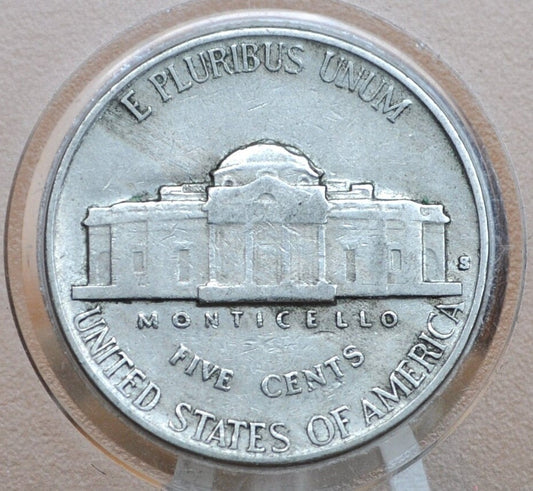 E PLURIBUS UNUM
S
MONTICELLO
FIVE CENTS
UNITED STATES OF AMERICA